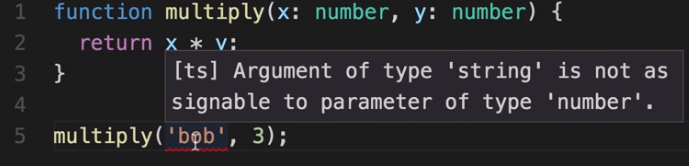 1 function multiply(x: number, y: number) {
2 return x * y;
3 }
[ts] Argument of type 'string' is not as
signable to parameter of type 'number'.
4
5 multiply('bob', 3);